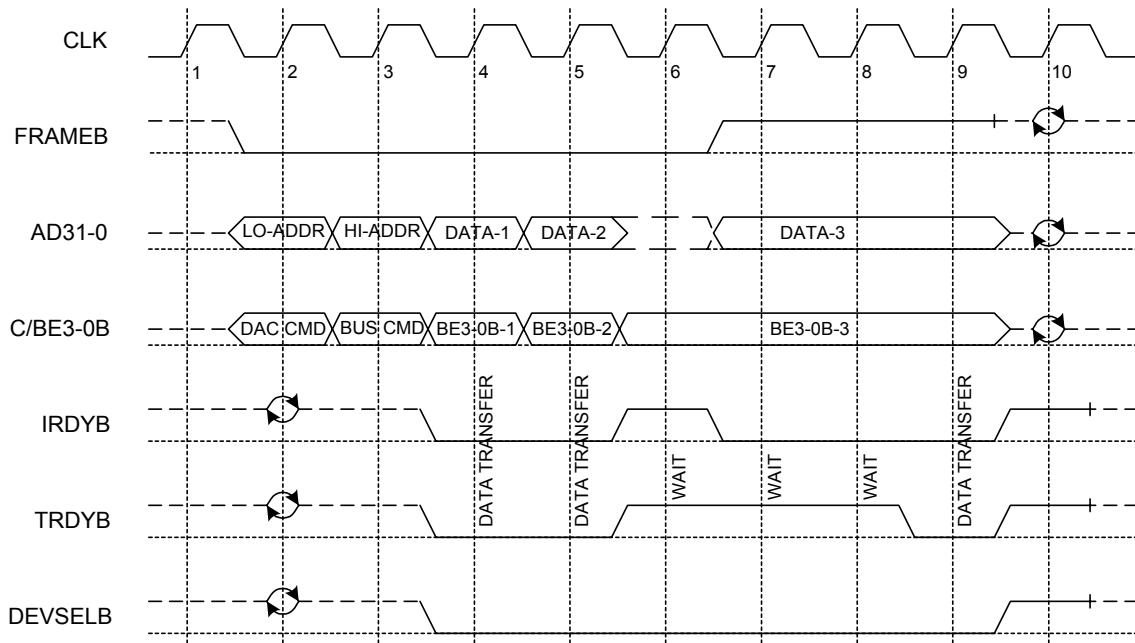 CLK
1 2 3 4 5 6 7 8 9 10
FRAMEB
AD31-0
LO-ADDR HI-ADDR DATA-1 DATA-2 DATA-3
C/BE3-0B
DAC CMD BUS CMD BE3-0B-1 BE3-0B-2 BE3-0B-3
IRDYB
DATA TRANSFER
DATA TRANSFER
WAIT
WAIT
WAIT
DATA TRANSFER
TRDYB
DEVSELB